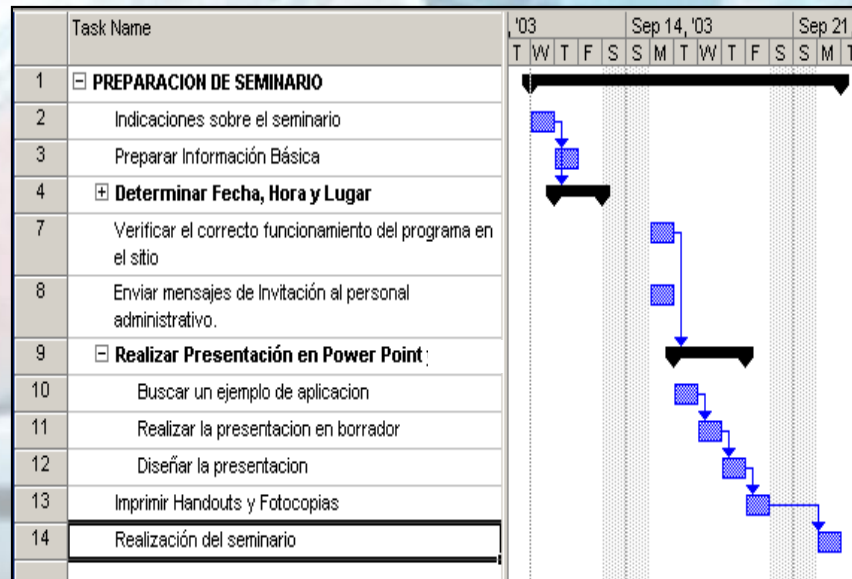 Task Name
, '03
Sep 14, '03
Sep 21
T W T F S S M T W T F S S M T
1 PREPARACION DE SEMINARIO
2 Indicaciones sobre el seminario
3 Preparar Información Básica
4 Determinar Fecha, Hora y Lugar
7 Verificar el correcto funcionamiento del programa en
el sitio
8 Enviar mensajes de Invitación al personal
administrativo.
9 Realizar Presentación en Power Point
10 Buscar un ejemplo de aplicacion
11 Realizar la presentacion en borrador
12 Diseñar la presentacion
13 Imprimir Handouts y Fotocopias
14 Realización del seminario